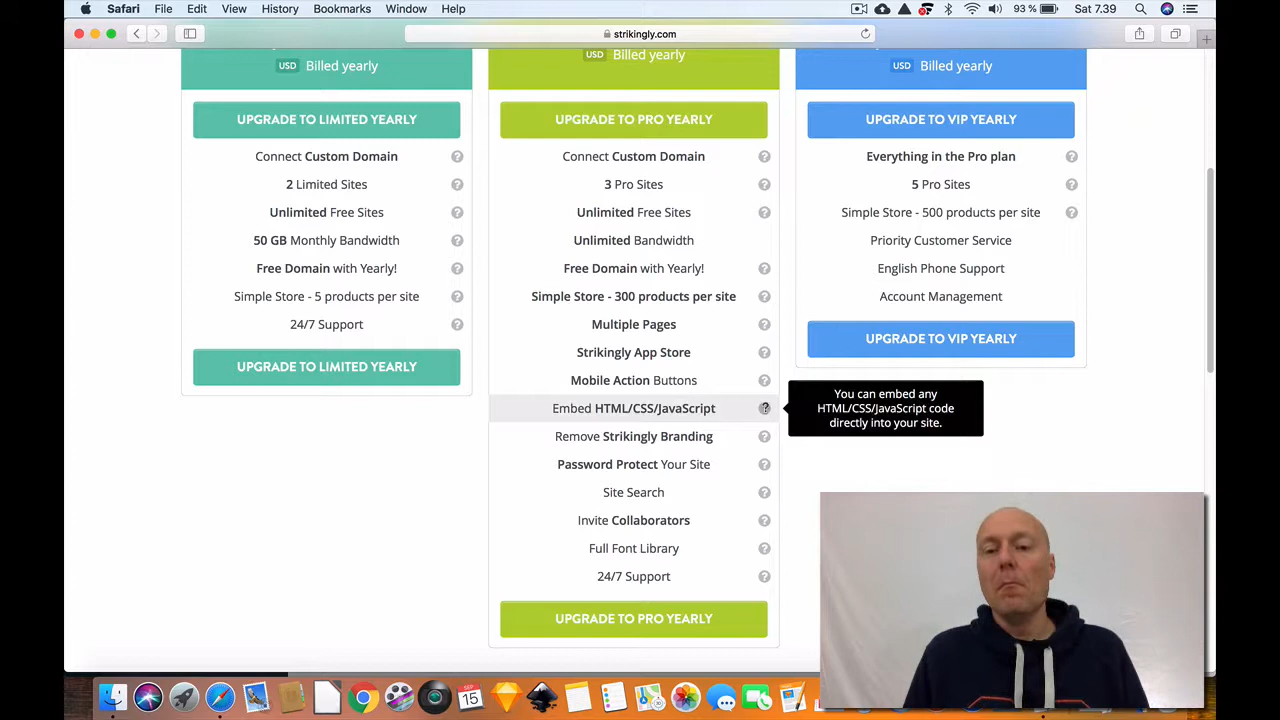 Safari File Edit View History Bookmarks Window Help 93 % Sat 7.39
strikingly.com
USD Billed yearly
UPGRADE TO LIMITED YEARLY
Connect Custom Domain ?
2 Limited Sites ?
Unlimited Free Sites ?
50 GB Monthly Bandwidth ?
Free Domain with Yearly! ?
Simple Store - 5 products per site ?
24/7 Support ?
UPGRADE TO LIMITED YEARLY
USD Billed yearly
UPGRADE TO PRO YEARLY
Connect Custom Domain ?
3 Pro Sites ?
Unlimited Free Sites ?
Unlimited Bandwidth
Free Domain with Yearly! ?
Simple Store - 300 products per site ?
Multiple Pages ?
Strikingly App Store ?
Mobile Action Buttons ?
Embed HTML/CSS/JavaScript ?
Remove Strikingly Branding ?
Password Protect Your Site ?
Site Search ?
Invite Collaborators ?
Full Font Library ?
24/7 Support ?
UPGRADE TO PRO YEARLY
USD Billed yearly
UPGRADE TO VIP YEARLY
Everything in the Pro plan ?
5 Pro Sites ?
Simple Store - 500 products per site ?
Priority Customer Service
English Phone Support
Account Management
UPGRADE TO VIP YEARLY
You can embed any
HTML/CSS/JavaScript code
directly into your site.
SEP
15